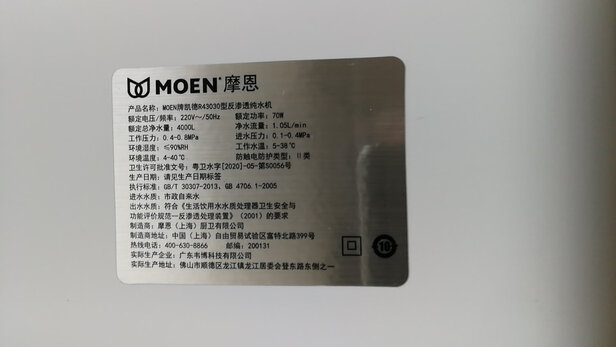 MOEN® 摩恩
产品名称: MOEN牌凯德R43030型反渗透纯水机
额定电压/频率: 220V~/50Hz 额定功率: 70W
额定总净水量: 4000L 净水流量: 1.05L/min
工作压力: 0.4-0.8MPa 进水压力: 0.1-0.4MPa
环境湿度: ≤90%RH 工作水温: 5-38℃
环境温度: 4-40℃ 防触电防护类型: II类
卫生许可批件号: 粤卫水字[2020]-05-第S0056号
生产日期: 请见生产日期标签
执行标准: GB/T 30307-2013、GB 4706.1-2005
进水水质: 市政自来水
出水水质: 符合《生活饮用水水质处理器卫生安全与
功能评价规范—反渗透处理装置》(2001) 的要求
制造商: 摩恩 (上海) 厨卫有限公司
制造商地址: 中国 (上海) 自由贸易试验区富特北路399号
热线电话: 400-630-8866 邮编: 200131
实际生产企业: 广东韦博科技有限公司
实际生产地址: 佛山市顺德区龙江镇龙江居委会登东路东侧之一
10